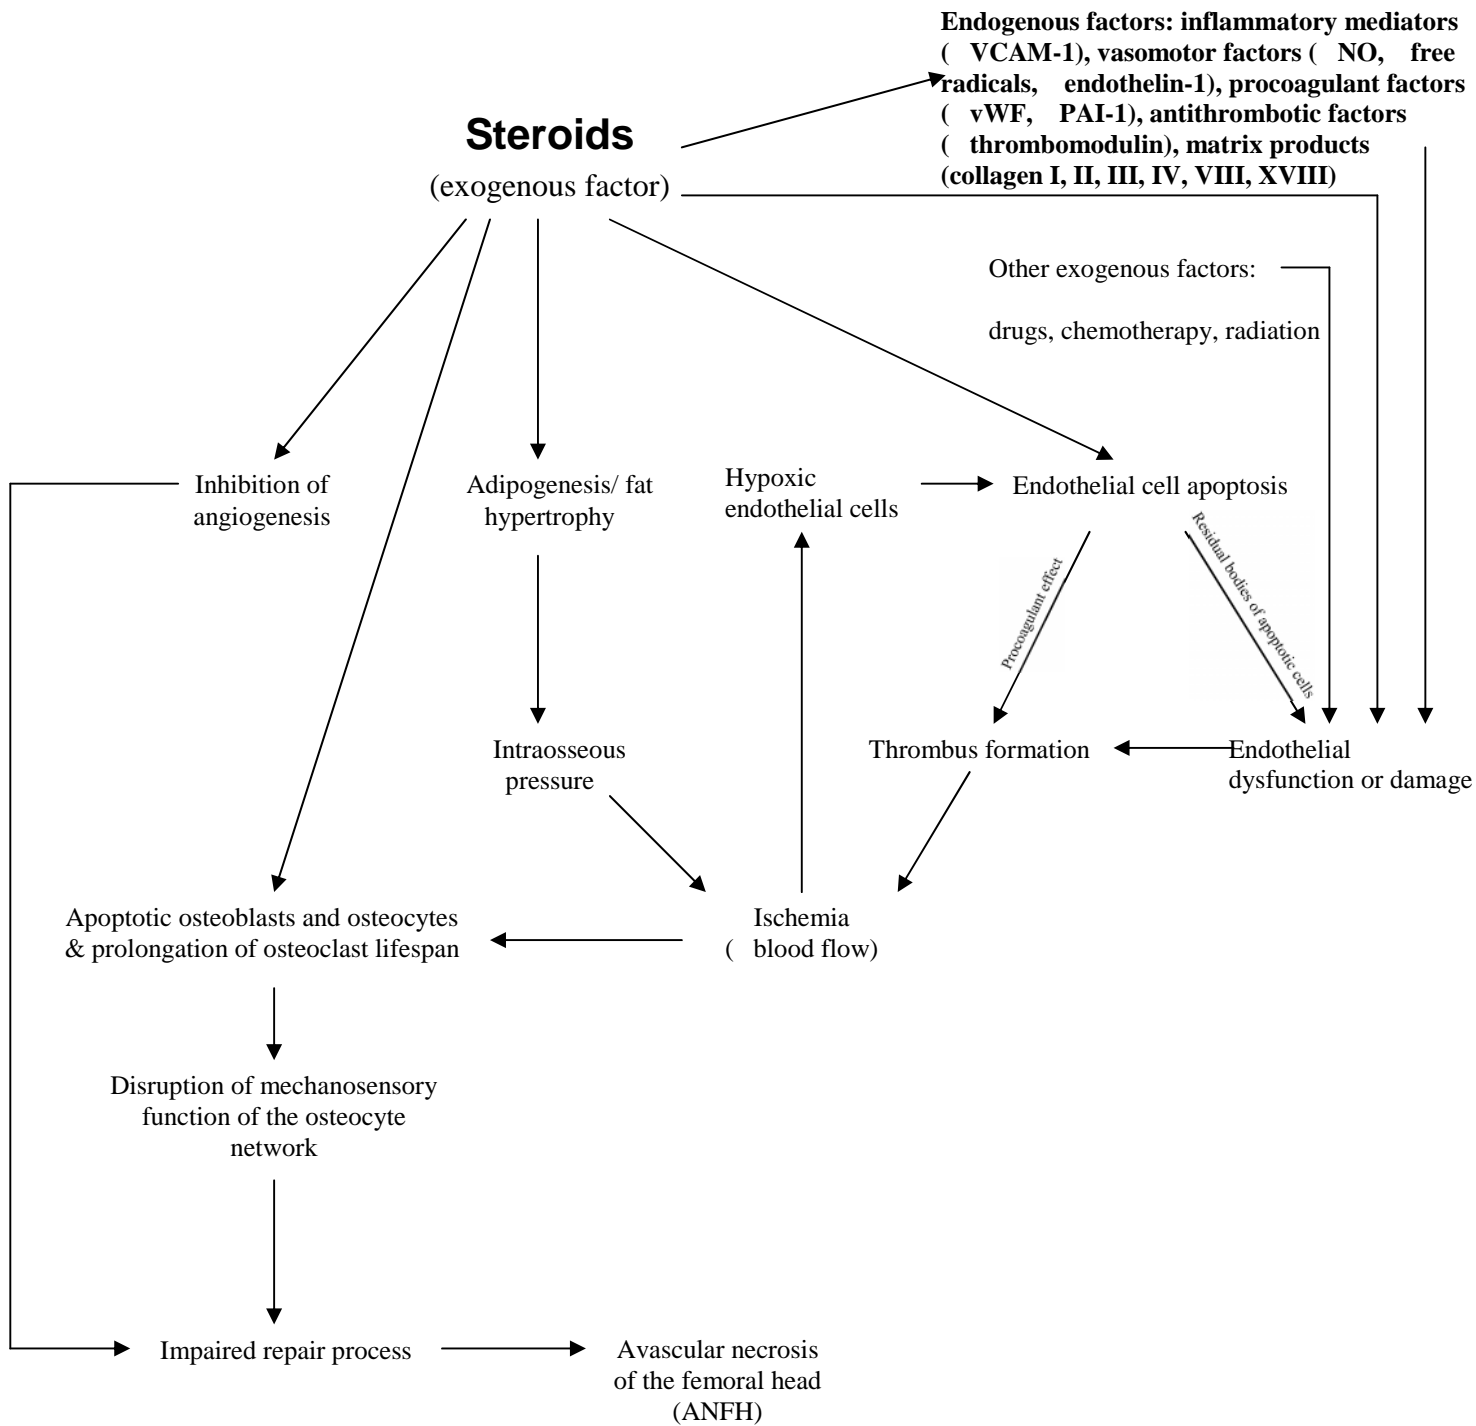 Endogenous factors: inflammatory mediators
( VCAM-1), vasomotor factors ( NO, free
radicals, endothelin-1), procoagulant factors
( vWF, PAI-1), antithrombotic factors
( thrombomodulin), matrix products
(collagen I, II, III, IV, VIII, XVIII)
Steroids
(exogenous factor)
Other exogenous factors:
drugs, chemotherapy, radiation
Inhibition of
angiogenesis
Adipogenesis/ fat
hypertrophy
Hypoxic
endothelial cells
Endothelial cell apoptosis
Procoagulant effect
Residual bodies of apoptotic cells
Intraosseous
pressure
Thrombus formation
Endothelial
dysfunction or damage
Apoptotic osteoblasts and osteocytes
& prolongation of osteoclast lifespan
Ischemia
( blood flow)
Disruption of mechanosensory
function of the osteocyte
network
Impaired repair process
Avascular necrosis
of the femoral head
(ANFH)